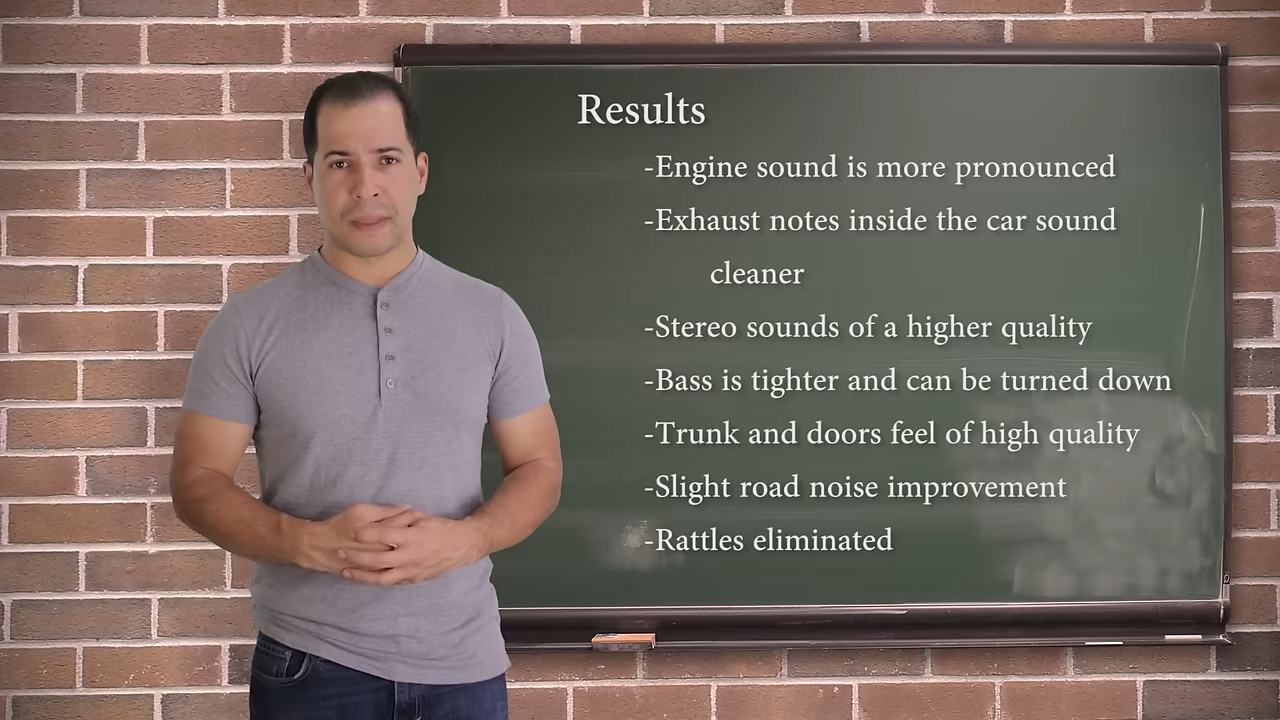 Results
-Engine sound is more pronounced
-Exhaust notes inside the car sound
cleaner
-Stereo sounds of a higher quality
-Bass is tighter and can be turned down
-Trunk and doors feel of high quality
-Slight road noise improvement
-Rattles eliminated